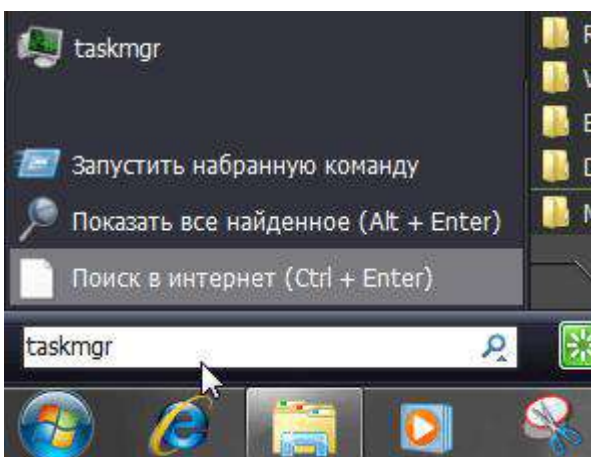 taskmgr
Запустить набранную команду
Показать все найденное (Alt + Enter)
Поиск в интернет (Ctrl + Enter)
taskmgr